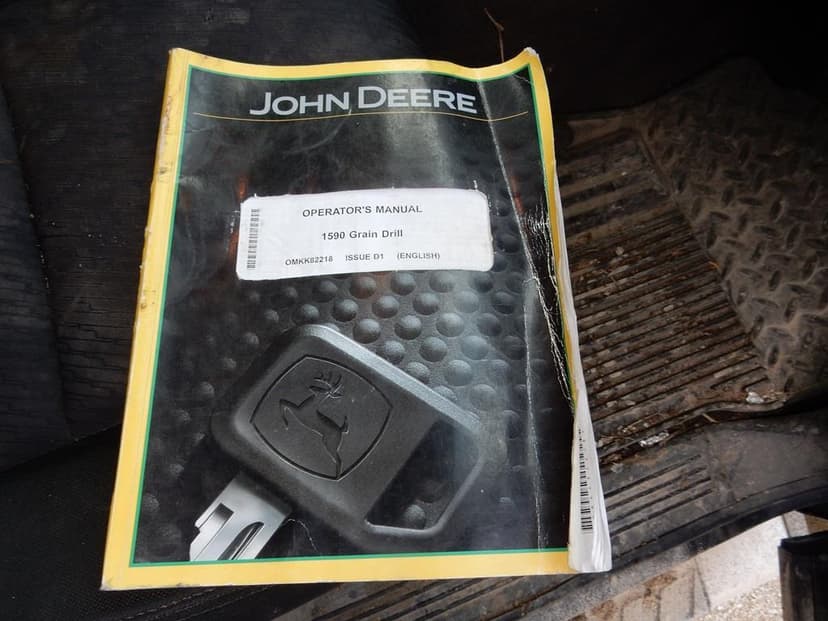 JOHN DEERE
OPERATOR'S MANUAL
1590 Grain Drill
OMKK82218 ISSUE D1 (ENGLISH)